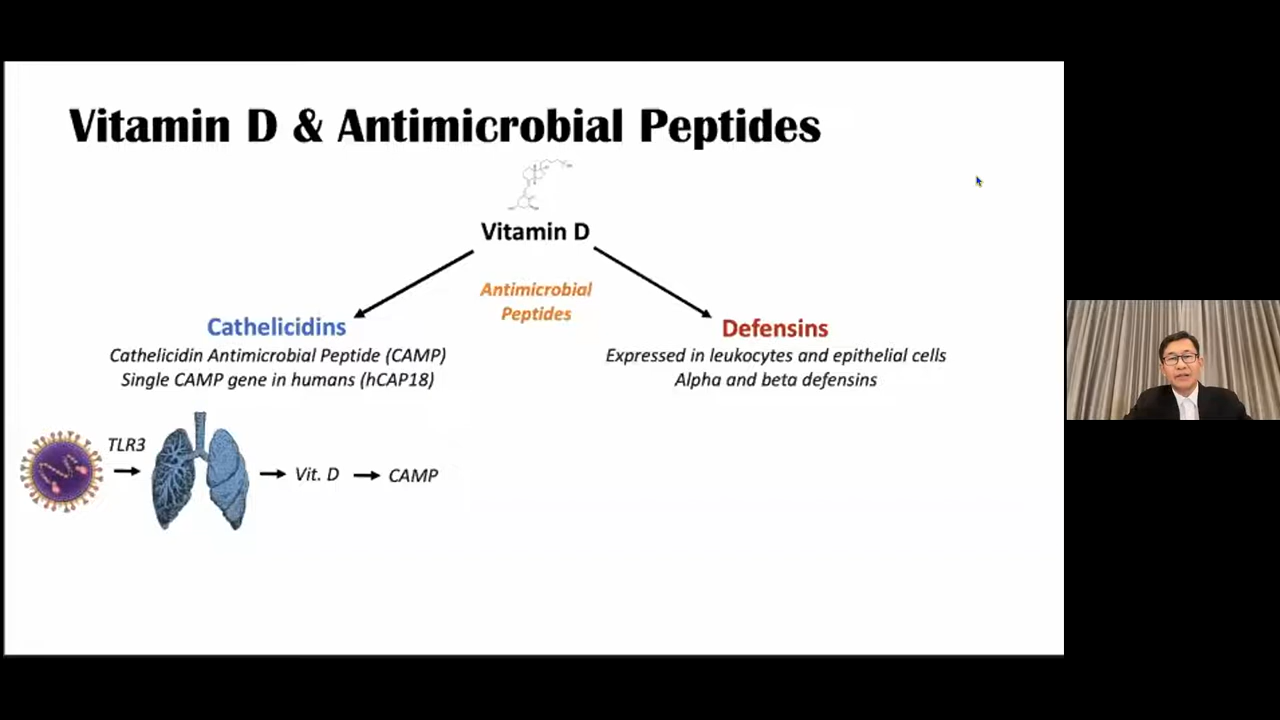 Vitamin D & Antimicrobial Peptides
Vitamin D
Antimicrobial
Peptides
Cathelicidins
Cathelicidin Antimicrobial Peptide (CAMP)
Single CAMP gene in humans (hCAP18)
Defensins
Expressed in leukocytes and epithelial cells
Alpha and beta defensins
TLR3
Vit. D
CAMP